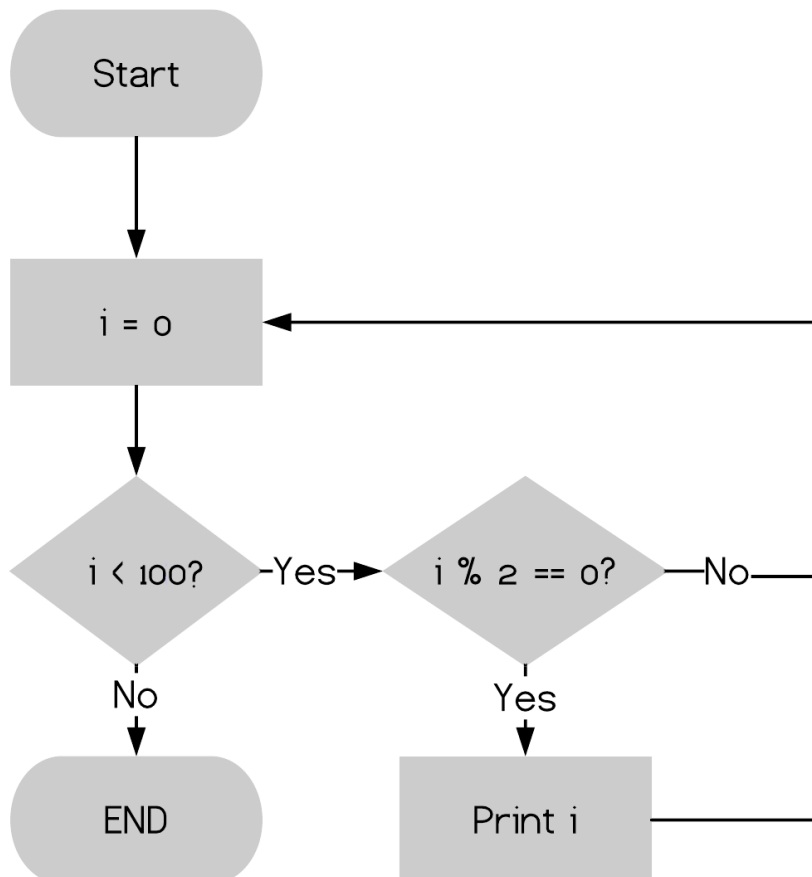 Start
i = 0
i < 100?
Yes
i % 2 == 0?
No
No
Yes
END
Print i